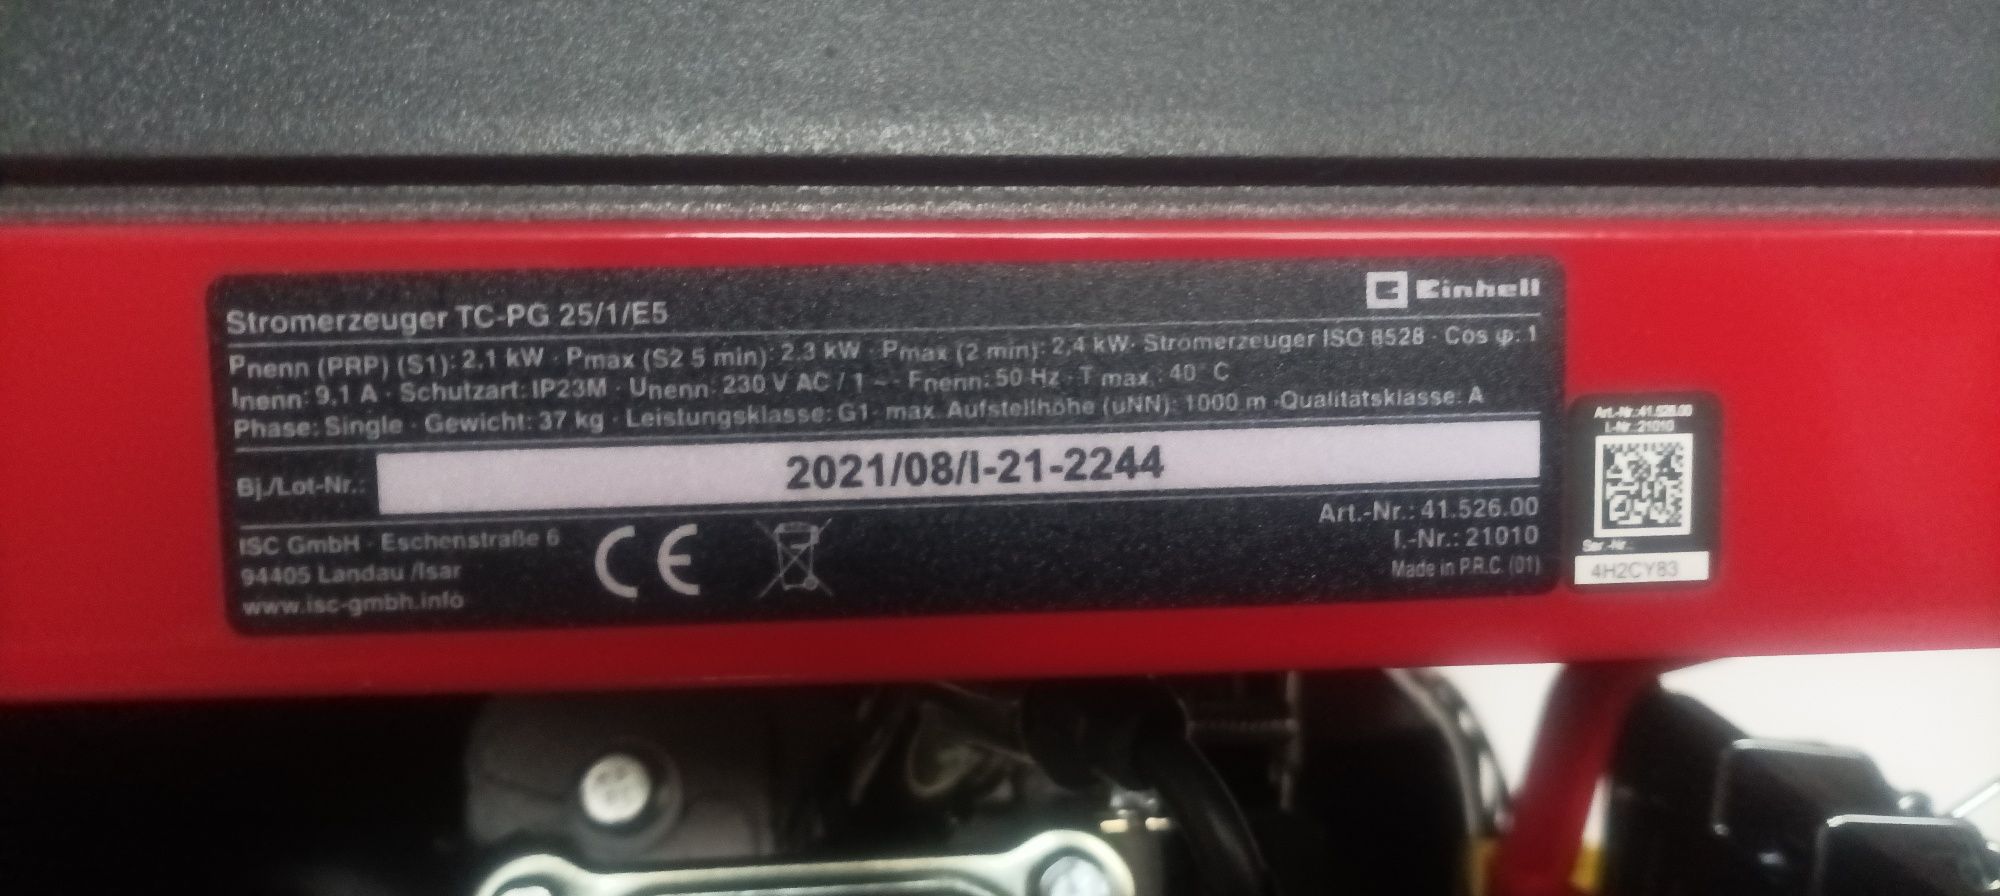 Einhell
Stromerzeuger TC-PG 25/1/E5
Pnenn (PRP) (S1): 2,1 kW · Pmax (S2 5 min): 2.3 kW · Pmax (2 min): 2,4 kW· Stromerzeuger ISO 8528 · Cos φ: 1
Inenn: 9,1 A · Schutzart: IP23M · Unenn: 230 V AC / 1 ~ · Fnenn: 50 Hz · T max.: 40° C
Phase: Single · Gewicht: 37 kg · Leistungsklasse: G1 · max. Aufstellhöhe (üNN): 1000 m ·Qualitätsklasse: A
Bj./Lot-Nr.: 2021/08/I-21-2244
ISC GmbH · Eschenstraße 6
94405 Landau /Isar
www.isc-gmbh.info
CE
Art.-Nr.: 41.526.00
I.-Nr.: 21010
Made in P.R.C. (01)
Art.-Nr.:41.526.00
I.-Nr.:21010
Ser.-Nr.:
4H2CY83